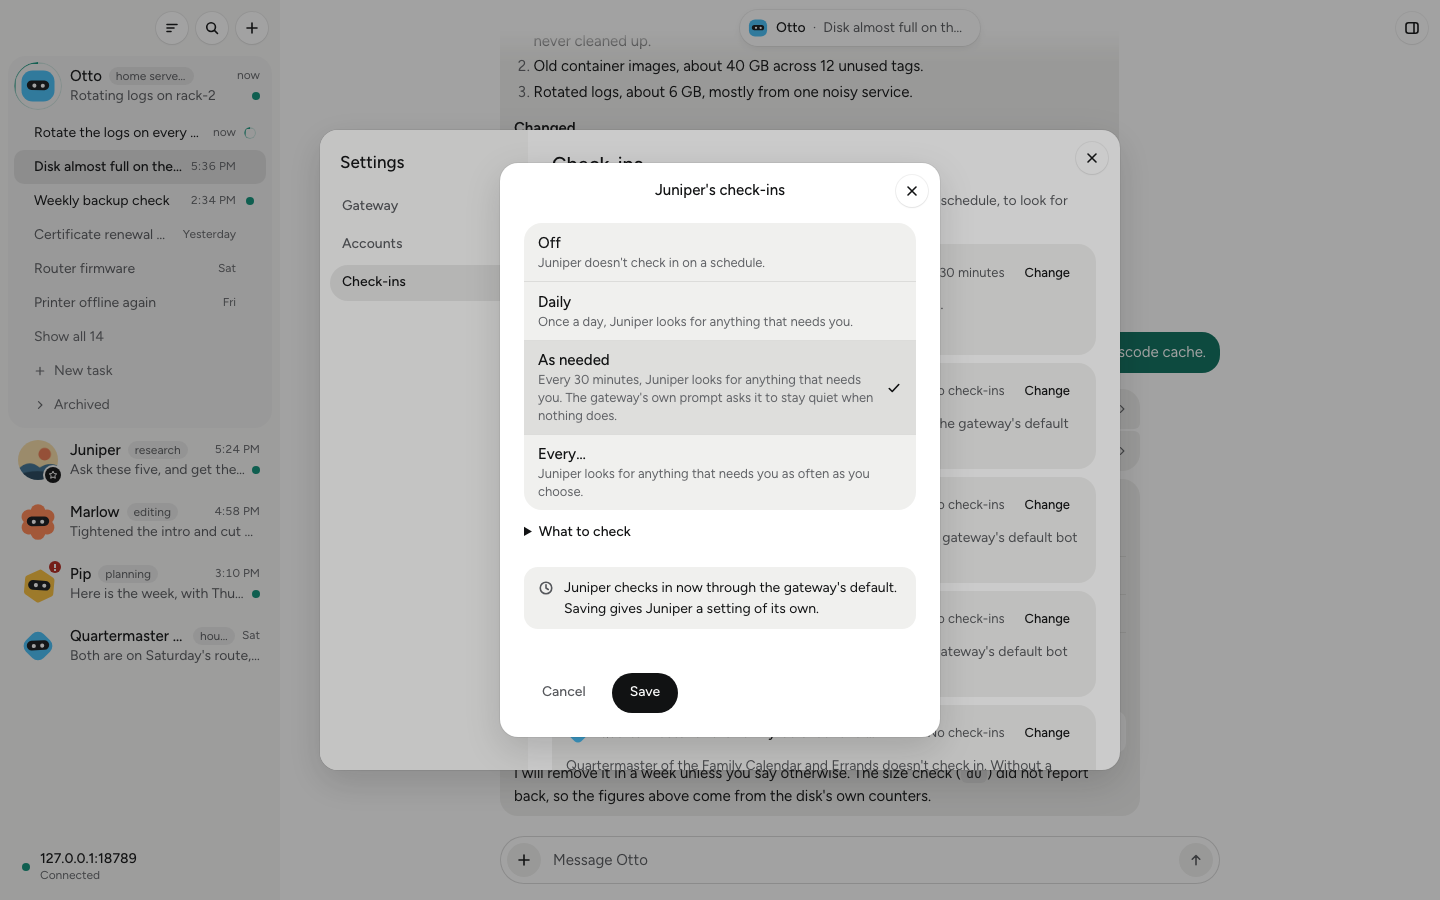 Otto home serve... now
Rotating logs on rack-2
Rotate the logs on every ... now
Disk almost full on the... 5:36 PM
Weekly backup check 2:34 PM
Certificate renewal ... Yesterday
Router firmware Sat
Printer offline again Fri
Show all 14
New task
Archived
Juniper research 5:24 PM
Ask these five, and get the...
Marlow editing 4:58 PM
Tightened the intro and cut ...
Pip planning 3:10 PM
Here is the week, with Thu...
Quartermaster ... hou... Sat
Both are on Saturday's route,...
127.0.0.1:18789
Connected
Otto · Disk almost full on th...
never cleaned up.
2. Old container images, about 40 GB across 12 unused tags.
3. Rotated logs, about 6 GB, mostly from one noisy service.
Changed
scode cache.
Settings
Gateway
Accounts
Check-ins
Check-ins
schedule, to look for
30 minutes Change
check-ins Change
the gateway's default
check-ins Change
gateway's default bot
check-ins Change
gateway's default bot
No check-ins Change
Quartermaster of the Family Calendar and Errands doesn't check in. Without a
Juniper's check-ins
Off
Juniper doesn't check in on a schedule.
Daily
Once a day, Juniper looks for anything that needs you.
As needed
Every 30 minutes, Juniper looks for anything that needs
you. The gateway's own prompt asks it to stay quiet when
nothing does.
Every...
Juniper looks for anything that needs you as often as you
choose.
What to check
Juniper checks in now through the gateway's default.
Saving gives Juniper a setting of its own.
Cancel Save
I will remove it in a week unless you say otherwise. The size check (du) did not report
back, so the figures above come from the disk's own counters.
Message Otto